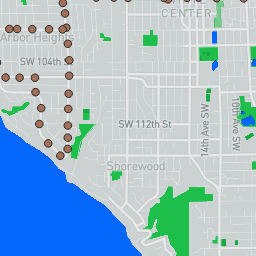 CENTER
Arbor Heights
SW 104th St
SW 112th St
14th Ave SW
10th Ave SW
Shorewood